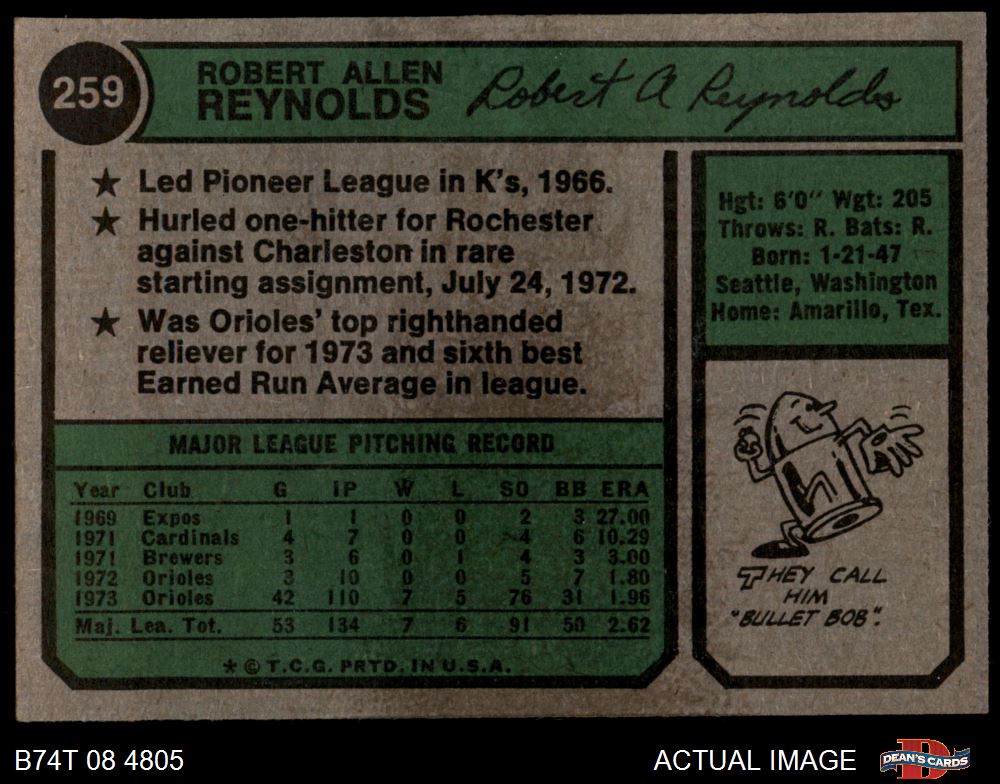 259
ROBERT ALLEN
REYNOLDS
Robert A Reynolds
★ Led Pioneer League in K's, 1966.
★ Hurled one-hitter for Rochester
against Charleston in rare
starting assignment, July 24, 1972.
★ Was Orioles' top righthanded
reliever for 1973 and sixth best
Earned Run Average in league.
Hgt: 6'0" Wgt: 205
Throws: R. Bats: R.
Born: 1-21-47
Seattle, Washington
Home: Amarillo, Tex.
MAJOR LEAGUE PITCHING RECORD
Year Club G IP W L SO BB ERA
1969 Expos 1 1 0 0 2 3 27.00
1971 Cardinals 4 7 0 0 4 6 10.29
1971 Brewers 3 6 0 1 4 3 3.00
1972 Orioles 3 10 0 0 5 7 1.80
1973 Orioles 42 110 7 5 76 31 1.96
Maj. Lea. Tot. 53 134 7 6 91 50 2.62
* © T.C.G. PRTD. IN U.S.A.
THEY CALL
HIM
"BULLET BOB".
B74T 08 4805
ACTUAL IMAGE
D
DEAN'S CARDS